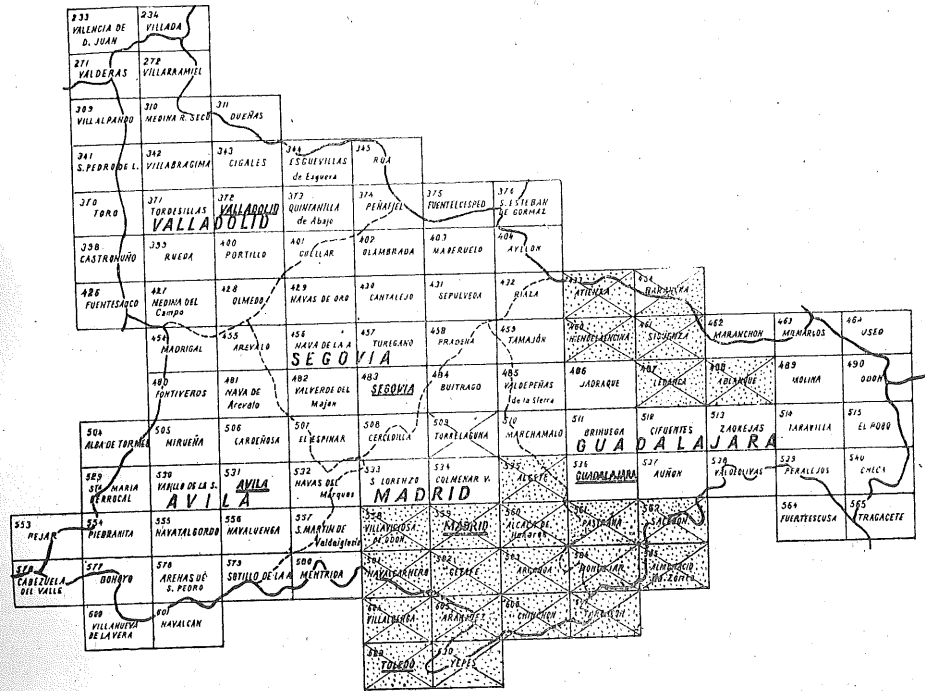 233
VALENCIA DE
D. JUAN
234
VILLADA
271
VALDERAS
272
VILLARRAMIEL
309
VILLALPANDO
310
MEDINA R. SECO
311
DUEÑAS
341
S. PEDRO DE L.
342
VILLABRAGIMA
343
CIGALES
344
ESGUEVILLAS
de Esgueva
345
ROA
370
TORO
371
TORDESILLAS
372
VALLADOLID
373
QUINTANILLA
de Abajo
374
PEÑAFIEL
375
FUENTELCESPED
376
S. ESTEBAN
DE GORMAZ
VALLADOLID
398
CASTRONUÑO
399
RUEDA
400
PORTILLO
401
CUELLAR
402
OLAMBRADA
403
MADERUELO
404
AYLLON
426
FUENTESAUCO
427
MEDINA DEL
Campo
428
OLMEDO
429
NAVAS DE ORO
430
CANTALEJO
431
SEPULVEDA
432
RIAZA
433
ATIENZA
434
BARAHONA
454
MADRIGAL
455
AREVALO
456
NAVA DE LA A
457
TUREGANO
458
PRADENA
459
TAMAJÓN
460
HIENDELAENCINA
461
SIGÜENZA
462
MARANCHON
463
MILMARLOS
464
USED
SEGOVIA
480
FONTIVEROS
481
NAVA DE
Arevalo
482
VALVERDE DEL
Majan
483
SEGOVIA
484
BUITRAGO
485
VALDEPEÑAS
de la Sierra
486
JADRAQUE
487
LEDANCA
488
ABLANQUE
489
MOLINA
490
ODON
504
ALBA DE TORMES
505
MIRUEÑA
506
CARDEÑOSA
507
EL ESPINAR
508
CERCEDILLA
509
TORRELAGUNA
510
MARCHAMALO
511
BRIHUEGA
512
CIFUENTES
513
ZAOREJAS
514
TARAVILLA
515
EL POBO
GUADALAJARA
529
Sta. MARIA
BERROCAL
530
VADILLO DE LA S.
531
AVILA
532
NAVAS DEL
Marques
533
S. LORENZO
534
COLMENAR V.
535
ALGETE
536
GUADALAJARA
537
AUÑON
538
VALDEOLIVAS
539
PERALEJOS
540
CHECA
AVILA
MADRID
553
BEJAR
554
PIEDRAHITA
555
NAVATALGORDO
556
NAVALUENGA
557
S. MARTIN DE
Valdeiglesias
558
VILLAVICIOSA
DE ODON
559
MADRID
560
ALCALA DE
Henares
561
PASTRANA
562
SACEDON
564
FUERTESCUSA
565
TRAGACETE
576
CABEZUELA
DEL VALLE
577
BOHOYO
578
ARENAS DE
S. PEDRO
579
SOTILLO DE LA A
580
MENTRIDA
581
NAVALCARNERO
582
GETAFE
583
ARGANDA
584
MONDEJAR
585
ALMONACID
de Zorita
600
VILLANUEVA
DE LA VERA
601
NAVALCAN
604
VILLALUENGA
605
ARANJUEZ
606
CHINCHON
607
TARANCON
629
TOLEDO
630
YEPES